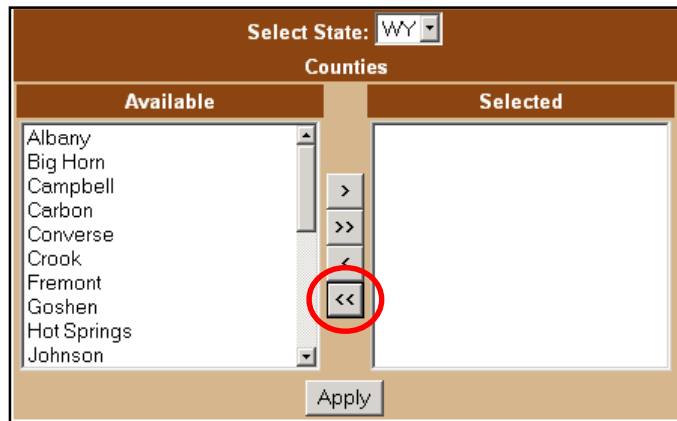 Select State: WY
Counties
Available
Selected
Albany
Big Horn
Campbell
Carbon
Converse
Crook
Fremont
Goshen
Hot Springs
Johnson
>
>>
<
<<
Apply